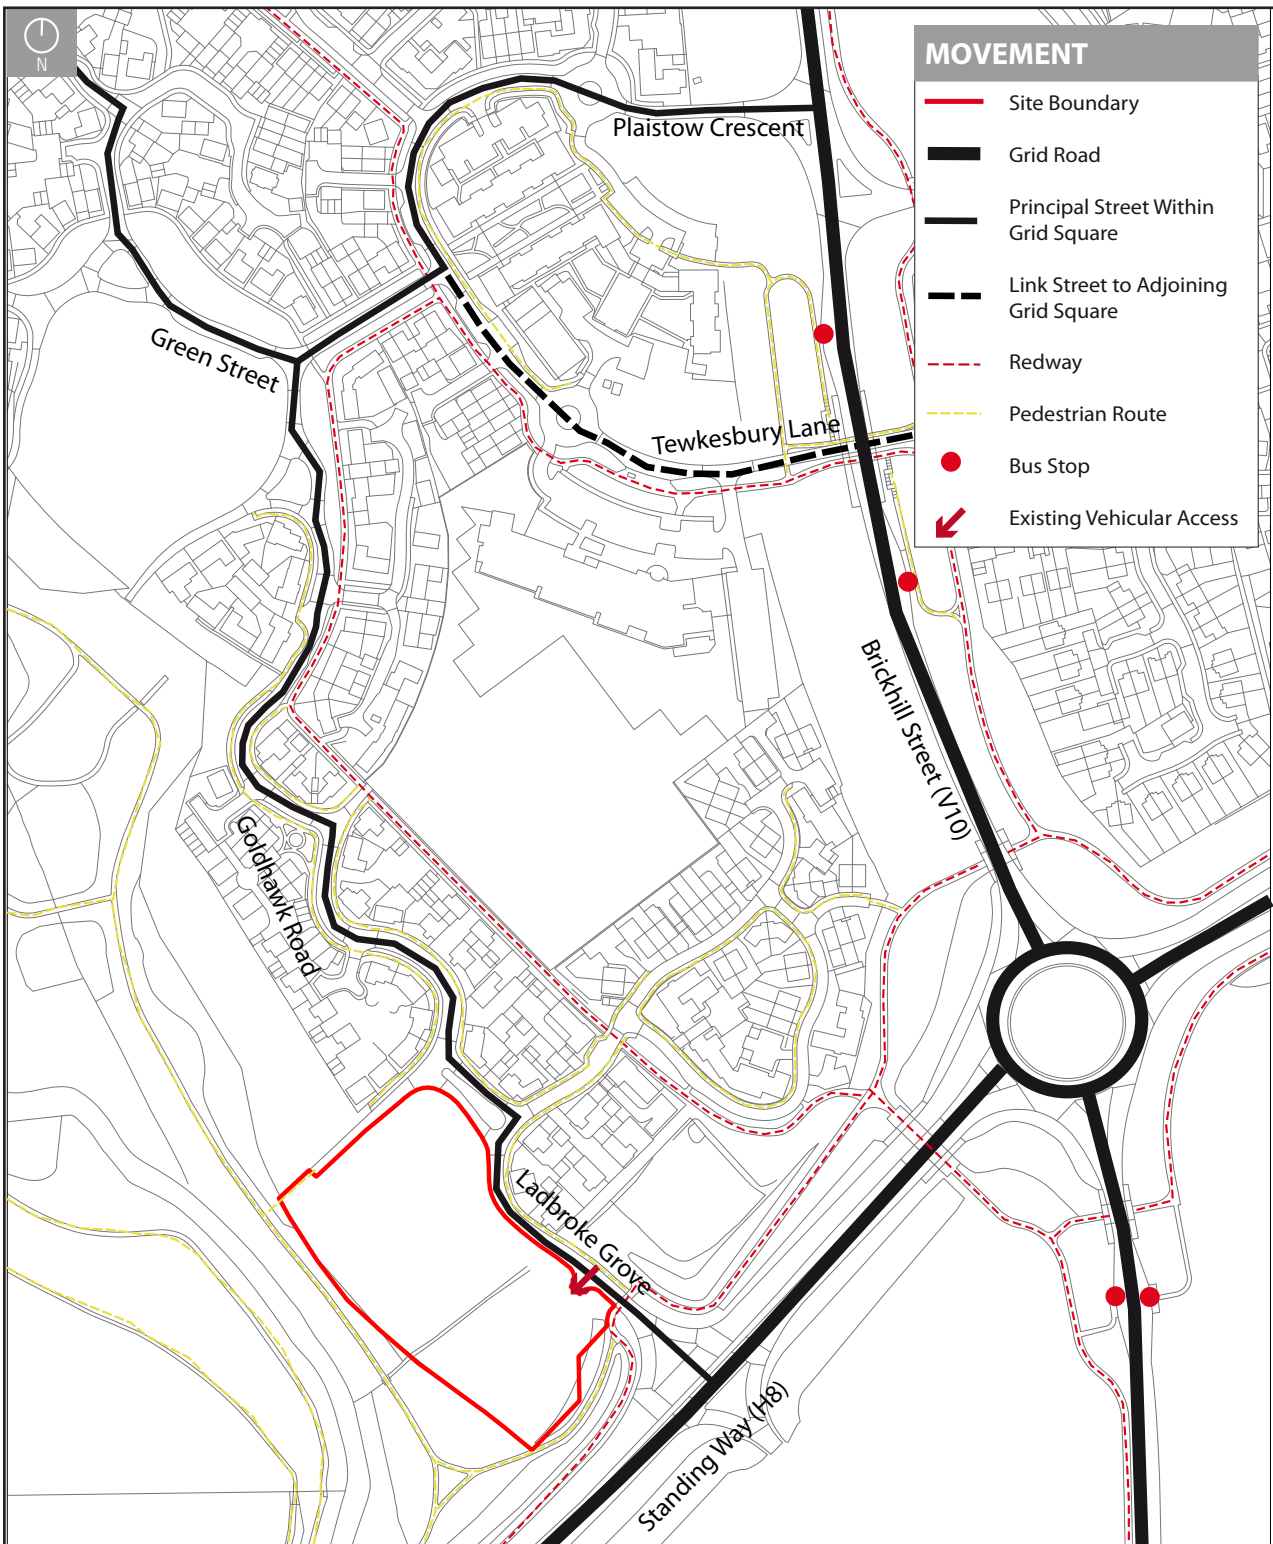 N
MOVEMENT
Site Boundary
Grid Road
Principal Street Within
Grid Square
Link Street to Adjoining
Grid Square
Redway
Pedestrian Route
Bus Stop
Existing Vehicular Access
Plaistow Crescent
Green Street
Tewkesbury Lane
Brickhill Street (V10)
Goldhawk Road
Ladbroke Grove
Standing Way (H8)